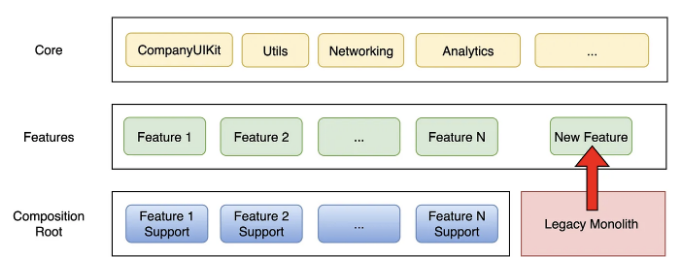 Core
CompanyUIKit
Utils
Networking
Analytics
...
Features
Feature 1
Feature 2
...
Feature N
New Feature
Composition
Root
Feature 1
Support
Feature 2
Support
...
Feature N
Support
Legacy Monolith